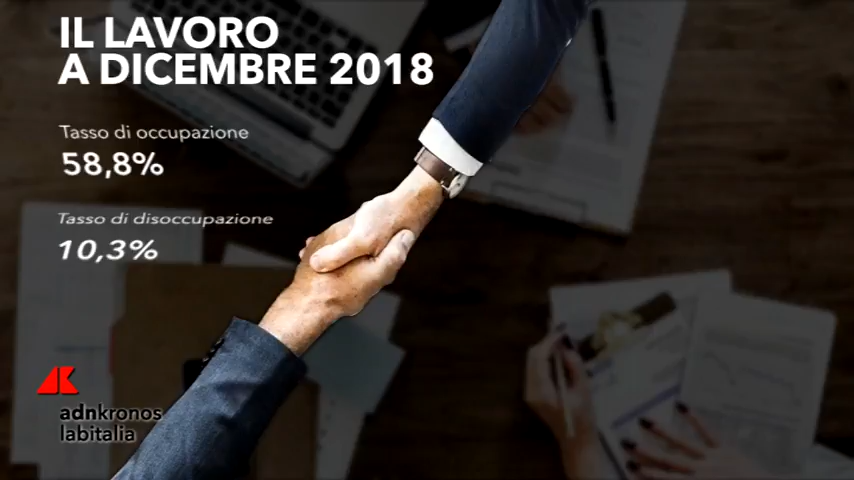 IL LAVORO
A DICEMBRE 2018
Tasso di occupazione
58,8%
Tasso di disoccupazione
10,3%
adnkronos
labitalia